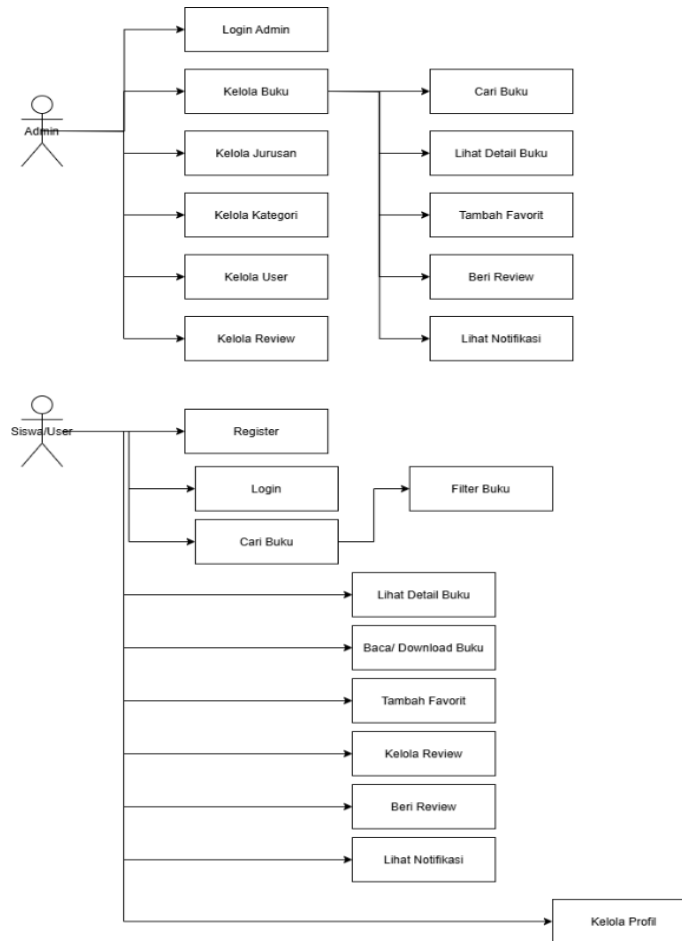 Login Admin
Kelola Buku
Cari Buku
Admin
Kelola Jurusan
Lihat Detail Buku
Kelola Kategori
Tambah Favorit
Kelola User
Beri Review
Kelola Review
Lihat Notifikasi
Siswa/User
Register
Login
Filter Buku
Cari Buku
Lihat Detail Buku
Baca/ Download Buku
Tambah Favorit
Kelola Review
Beri Review
Lihat Notifikasi
Kelola Profil